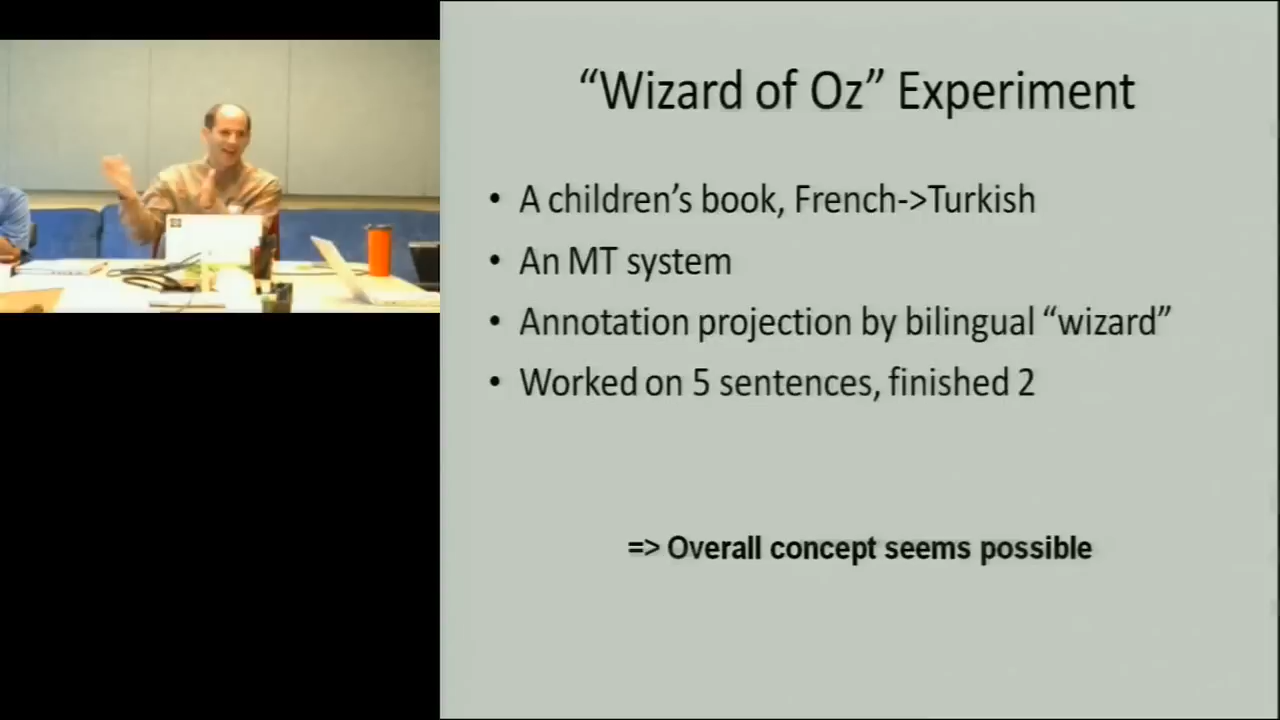 “Wizard of Oz” Experiment
• A children’s book, French->Turkish
• An MT system
• Annotation projection by bilingual “wizard”
• Worked on 5 sentences, finished 2
=> Overall concept seems possible